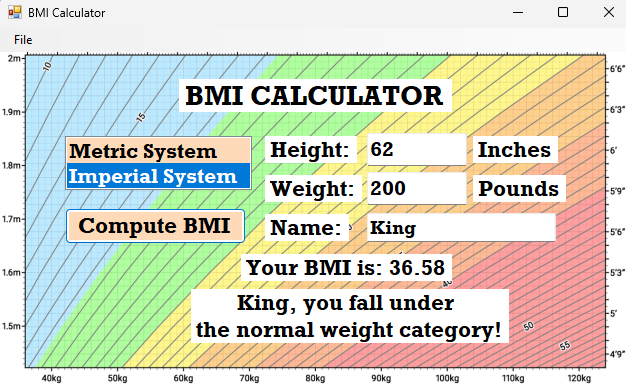 BMI Calculator
File
2m
10
6'6"
BMI CALCULATOR
1.9m
15
6'3"
Metric System
Height: 62 Inches
6'
1.8m
Imperial System
Weight: 200 Pounds
5'9"
1.7m
Compute BMI
Name: King
5'6"
Your BMI is: 36.58
1.6m
5'3"
40
King, you fall under
the normal weight category!
1.5m
50
5'
55
4'9"
40kg 50kg 60kg 70kg 80kg 90kg 100kg 110kg 120kg